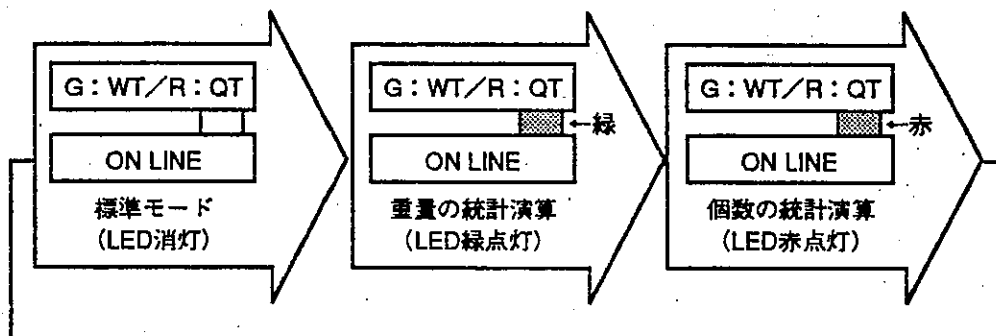 G:WT/R:QT
←緑
ON LINE
標準モード
(LED消灯)
G:WT/R:QT
ON LINE
重量の統計演算
(LED緑点灯)
G:WT/R:QT
←赤
ON LINE
個数の統計演算
(LED赤点灯)